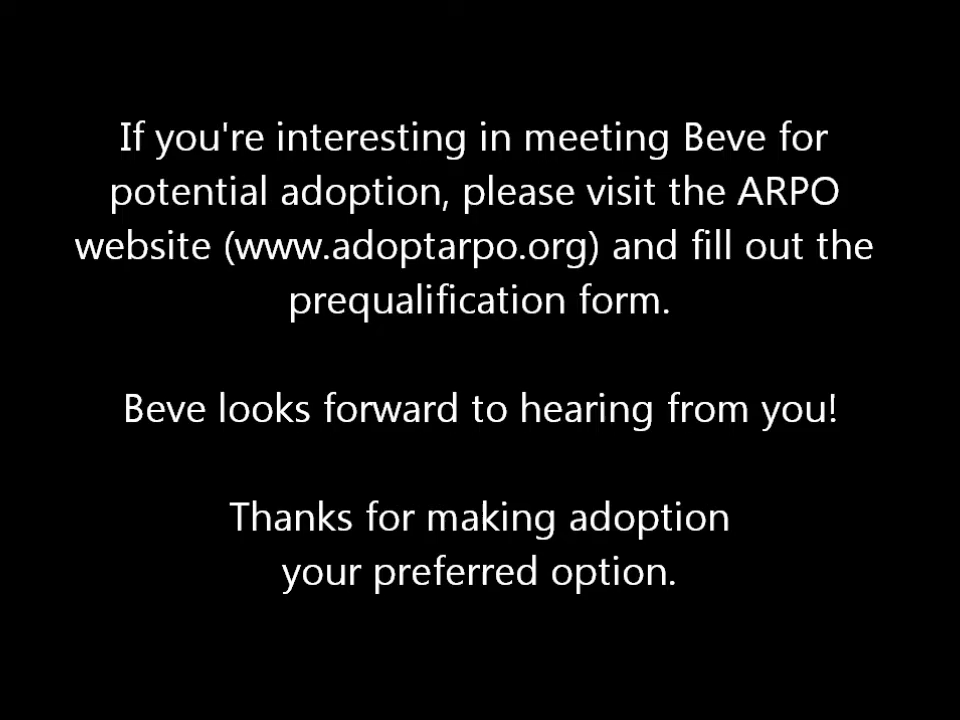 If you're interesting in meeting Beve for
potential adoption, please visit the ARPO
website (www.adoptarpo.org) and fill out the
prequalification form.
Beve looks forward to hearing from you!
Thanks for making adoption
your preferred option.